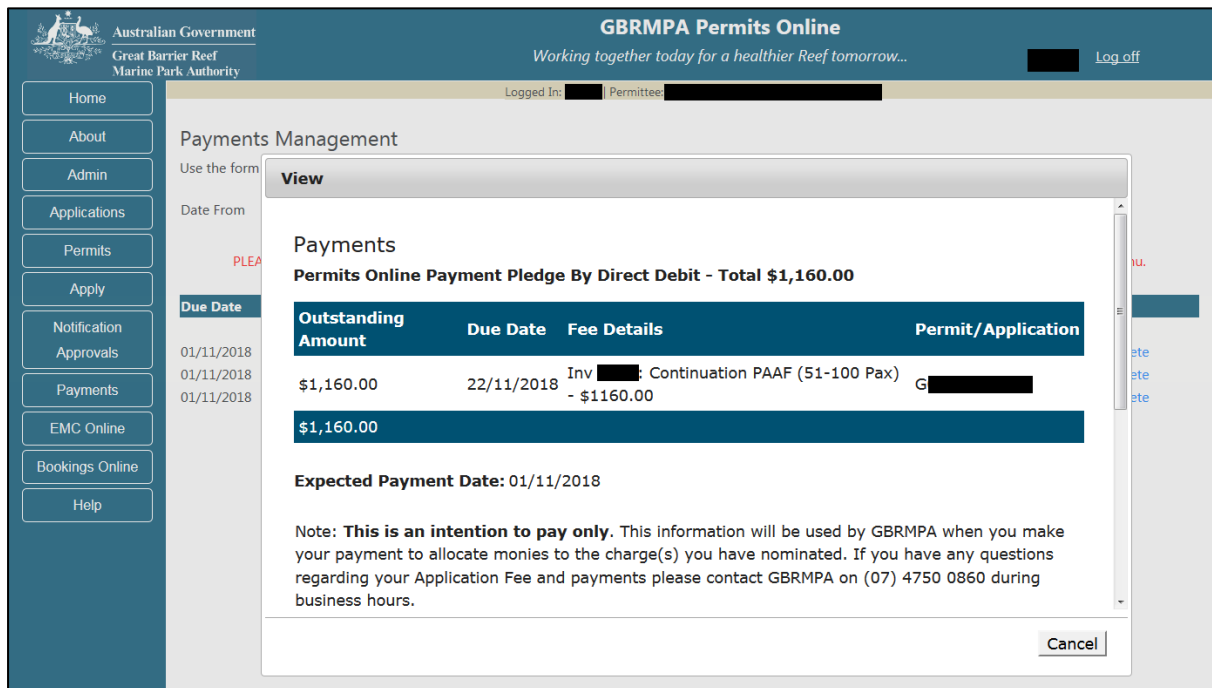 Australian Government
Great Barrier Reef
Marine Park Authority
GBRMPA Permits Online
Working together today for a healthier Reef tomorrow...
Log off
Logged In: | Permittee:
Home
About
Admin
Applications
Permits
Apply
Notification
Approvals
Payments
EMC Online
Bookings Online
Help
Payments Management
Use the form
Date From
PLEA
nu.
Due Date
01/11/2018 ete
01/11/2018 ete
01/11/2018 ete
View
Payments
Permits Online Payment Pledge By Direct Debit - Total $1,160.00
Outstanding
Amount Due Date Fee Details Permit/Application
$1,160.00 22/11/2018 Inv : Continuation PAAF (51-100 Pax)
- $1160.00 G
$1,160.00
Expected Payment Date: 01/11/2018
Note: This is an intention to pay only. This information will be used by GBRMPA when you make
your payment to allocate monies to the charge(s) you have nominated. If you have any questions
regarding your Application Fee and payments please contact GBRMPA on (07) 4750 0860 during
business hours.
Cancel